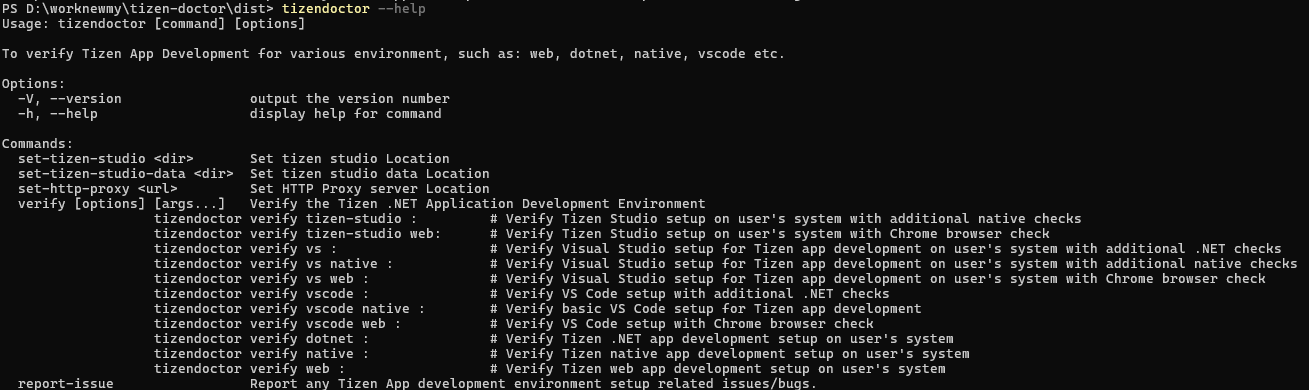 PS D:\worknewmy\tizen-doctor\dist> tizendoctor --help
Usage: tizendoctor [command] [options]
To verify Tizen App Development for various environment, such as: web, dotnet, native, vscode etc.
Options:
-V, --version output the version number
-h, --help display help for command
Commands:
set-tizen-studio <dir> Set tizen studio Location
set-tizen-studio-data <dir> Set tizen studio data Location
set-http-proxy <url> Set HTTP Proxy server Location
verify [options] [args...] Verify the Tizen .NET Application Development Environment
tizendoctor verify tizen-studio : # Verify Tizen Studio setup on user's system with additional native checks
tizendoctor verify tizen-studio web: # Verify Tizen Studio setup on user's system with Chrome browser check
tizendoctor verify vs : # Verify Visual Studio setup for Tizen app development on user's system with additional .NET checks
tizendoctor verify vs native : # Verify Visual Studio setup for Tizen app development on user's system with additional native checks
tizendoctor verify vs web : # Verify Visual Studio setup for Tizen app development on user's system with Chrome browser check
tizendoctor verify vscode : # Verify VS Code setup with additional .NET checks
tizendoctor verify vscode native : # Verify basic VS Code setup for Tizen app development
tizendoctor verify vscode web : # Verify VS Code setup with Chrome browser check
tizendoctor verify dotnet : # Verify Tizen .NET app development setup on user's system
tizendoctor verify native : # Verify Tizen native app development setup on user's system
tizendoctor verify web : # Verify Tizen web app development setup on user's system
report-issue Report any Tizen App development environment setup related issues/bugs.